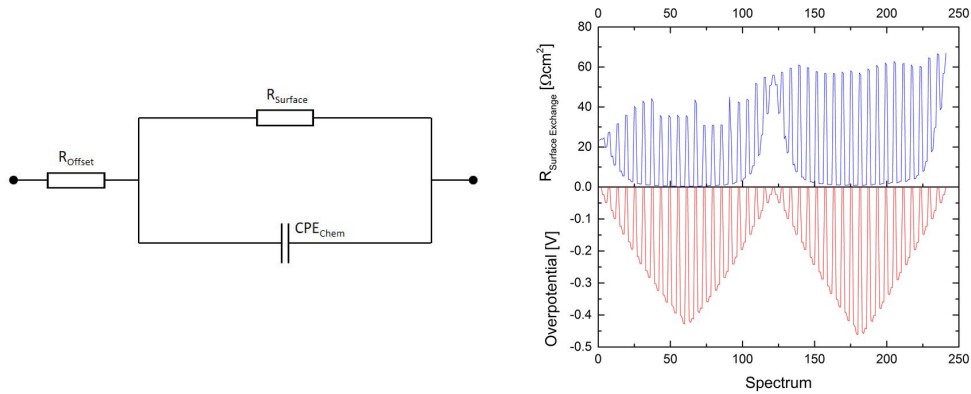 R_Surface
R_Offset
CPE_Chem
0 50 100 150 200 250
R_Surface Exchange [Ωcm²]
80
60
40
20
0.0
Overpotential [V]
-0.1
-0.2
-0.3
-0.4
-0.5
0 50 100 150 200 250
Spectrum